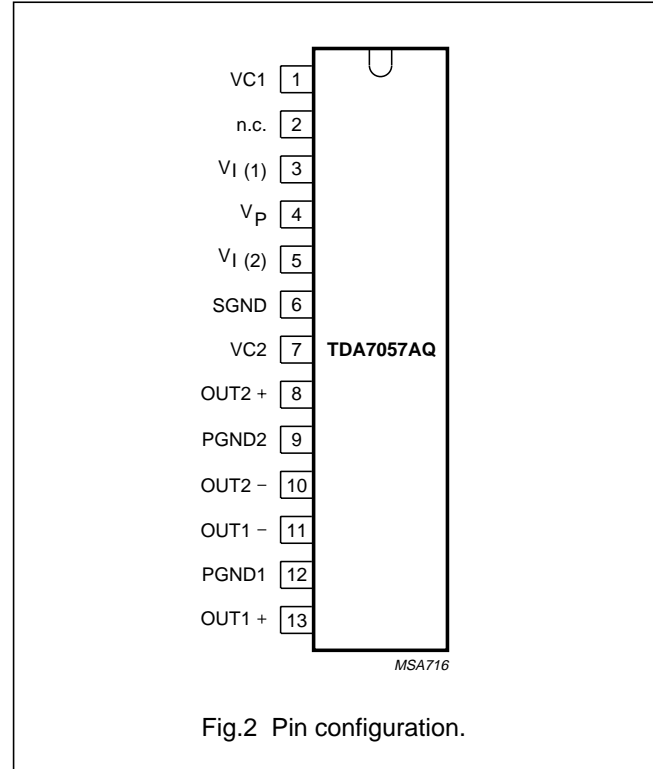 VC1 1
n.c. 2
VI (1) 3
VP 4
VI (2) 5
SGND 6
VC2 7 TDA7057AQ
OUT2 + 8
PGND2 9
OUT2 − 10
OUT1 − 11
PGND1 12
OUT1 + 13
MSA716
Fig.2 Pin configuration.